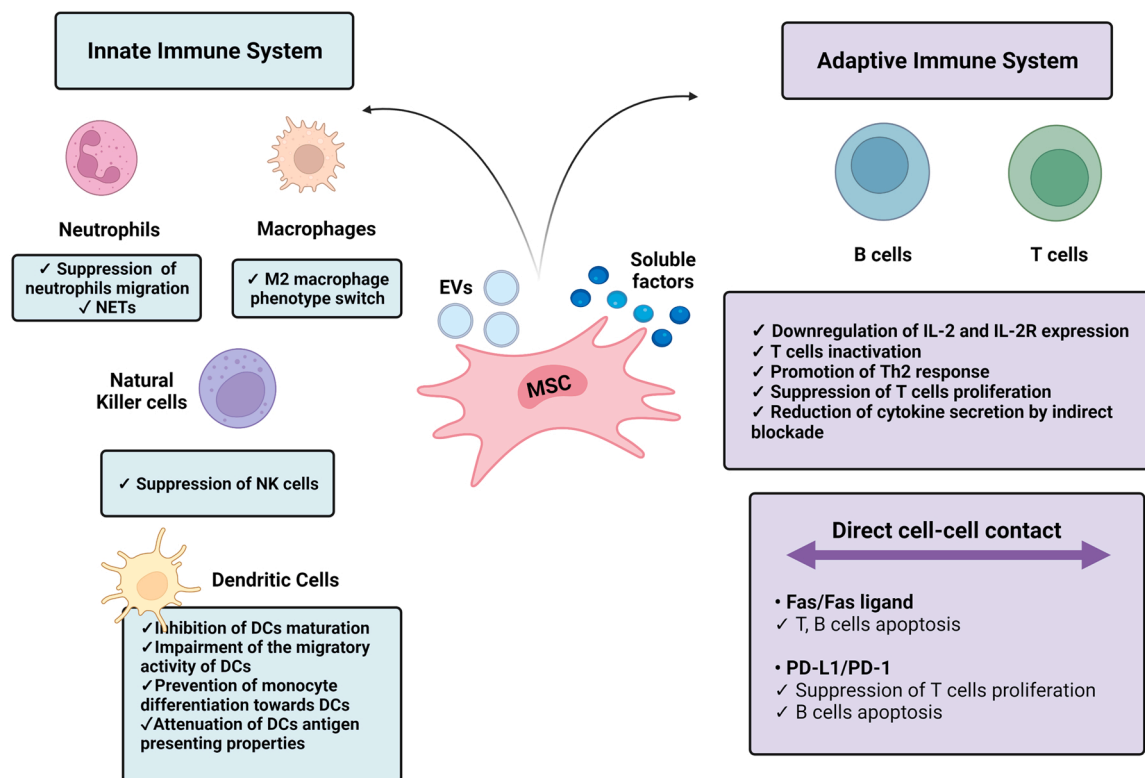 Innate Immune System
Neutrophils
✓ Suppression of
neutrophils migration
✓ NETs
Macrophages
✓ M2 macrophage
phenotype switch
Natural
Killer cells
✓ Suppression of NK cells
Dendritic Cells
✓Inhibition of DCs maturation
✓Impairment of the migratory
activity of DCs
✓Prevention of monocyte
differentiation towards DCs
✓Attenuation of DCs antigen
presenting properties
EVs
Soluble
factors
MSC
Adaptive Immune System
B cells
T cells
✓ Downregulation of IL-2 and IL-2R expression
✓ T cells inactivation
✓ Promotion of Th2 response
✓ Suppression of T cells proliferation
✓ Reduction of cytokine secretion by indirect
blockade
Direct cell-cell contact
• Fas/Fas ligand
✓ T, B cells apoptosis
• PD-L1/PD-1
✓ Suppression of T cells proliferation
✓ B cells apoptosis